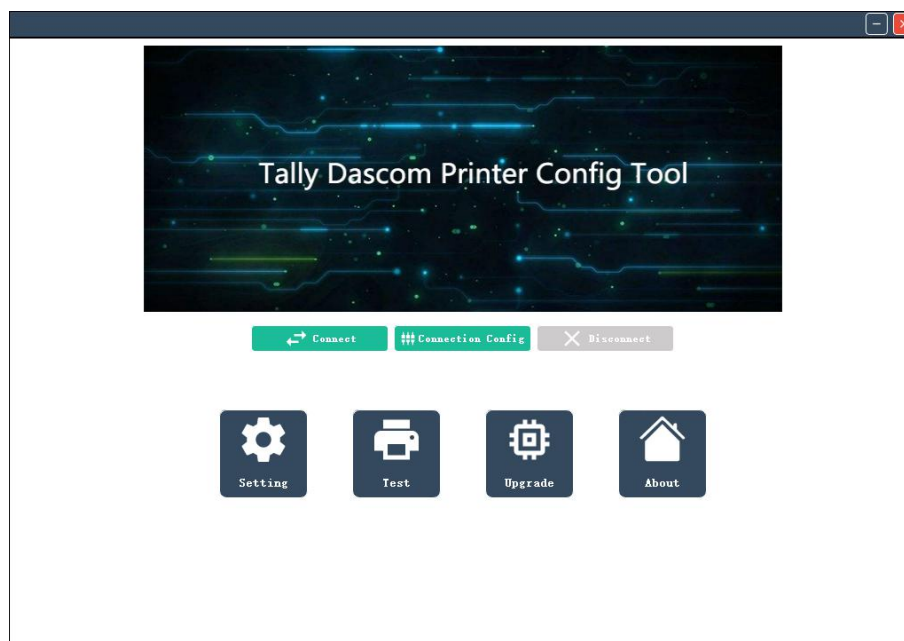 Tally Dascom Printer Config Tool
Connect Connection Config Disconnect
Setting Test Upgrade About